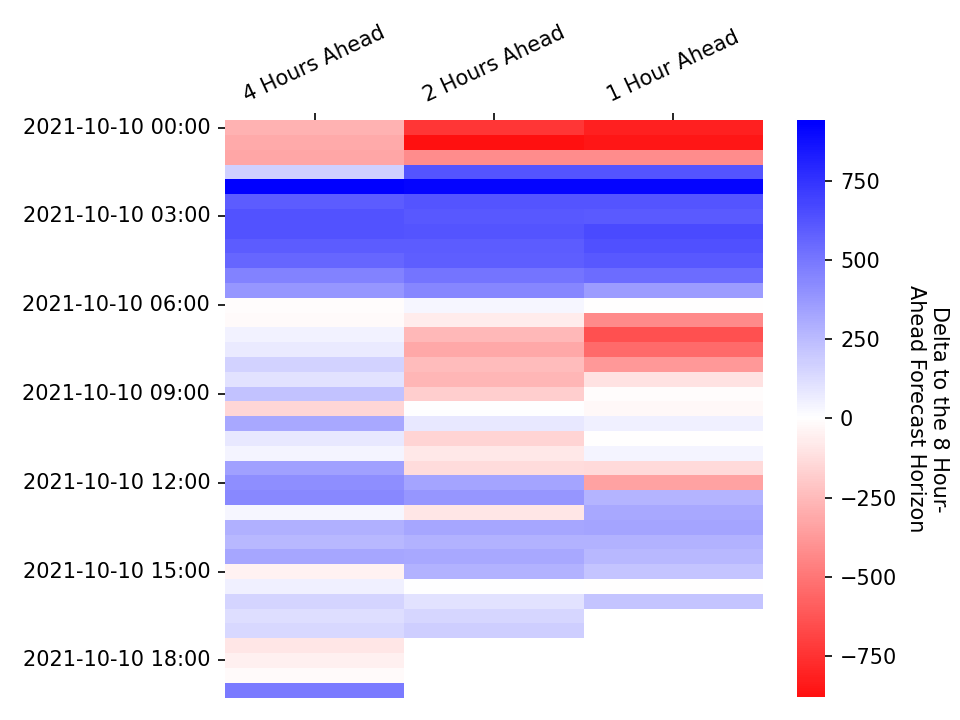 4 Hours Ahead
2 Hours Ahead
1 Hour Ahead
2021-10-10 00:00
2021-10-10 03:00
2021-10-10 06:00
2021-10-10 09:00
2021-10-10 12:00
2021-10-10 15:00
2021-10-10 18:00
750
500
250
0
−250
−500
−750
Delta to the 8 Hour-
Ahead Forecast Horizon